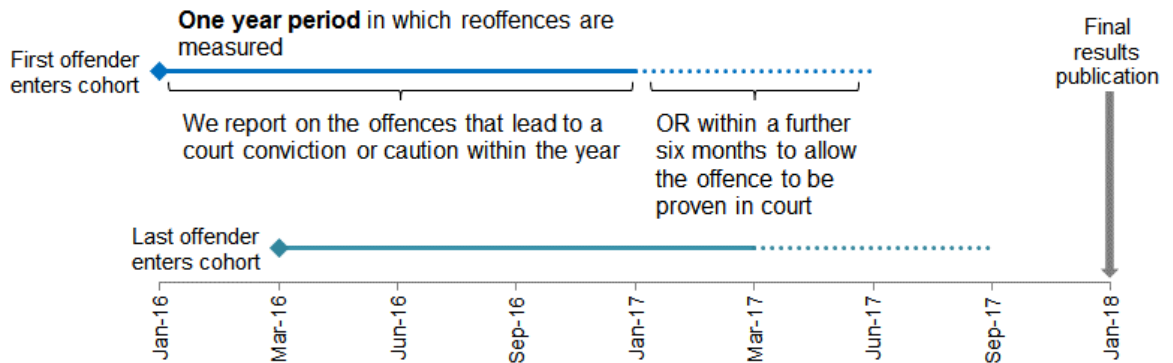 One year period in which reoffences are
measured
First offender
enters cohort
Final
results
publication
We report on the offences that lead to a
court conviction or caution within the year
OR within a further
six months to allow
the offence to be
proven in court
Last offender
enters cohort
Jan-16
Mar-16
Jun-16
Sep-16
Jan-17
Mar-17
Jun-17
Sep-17
Jan-18